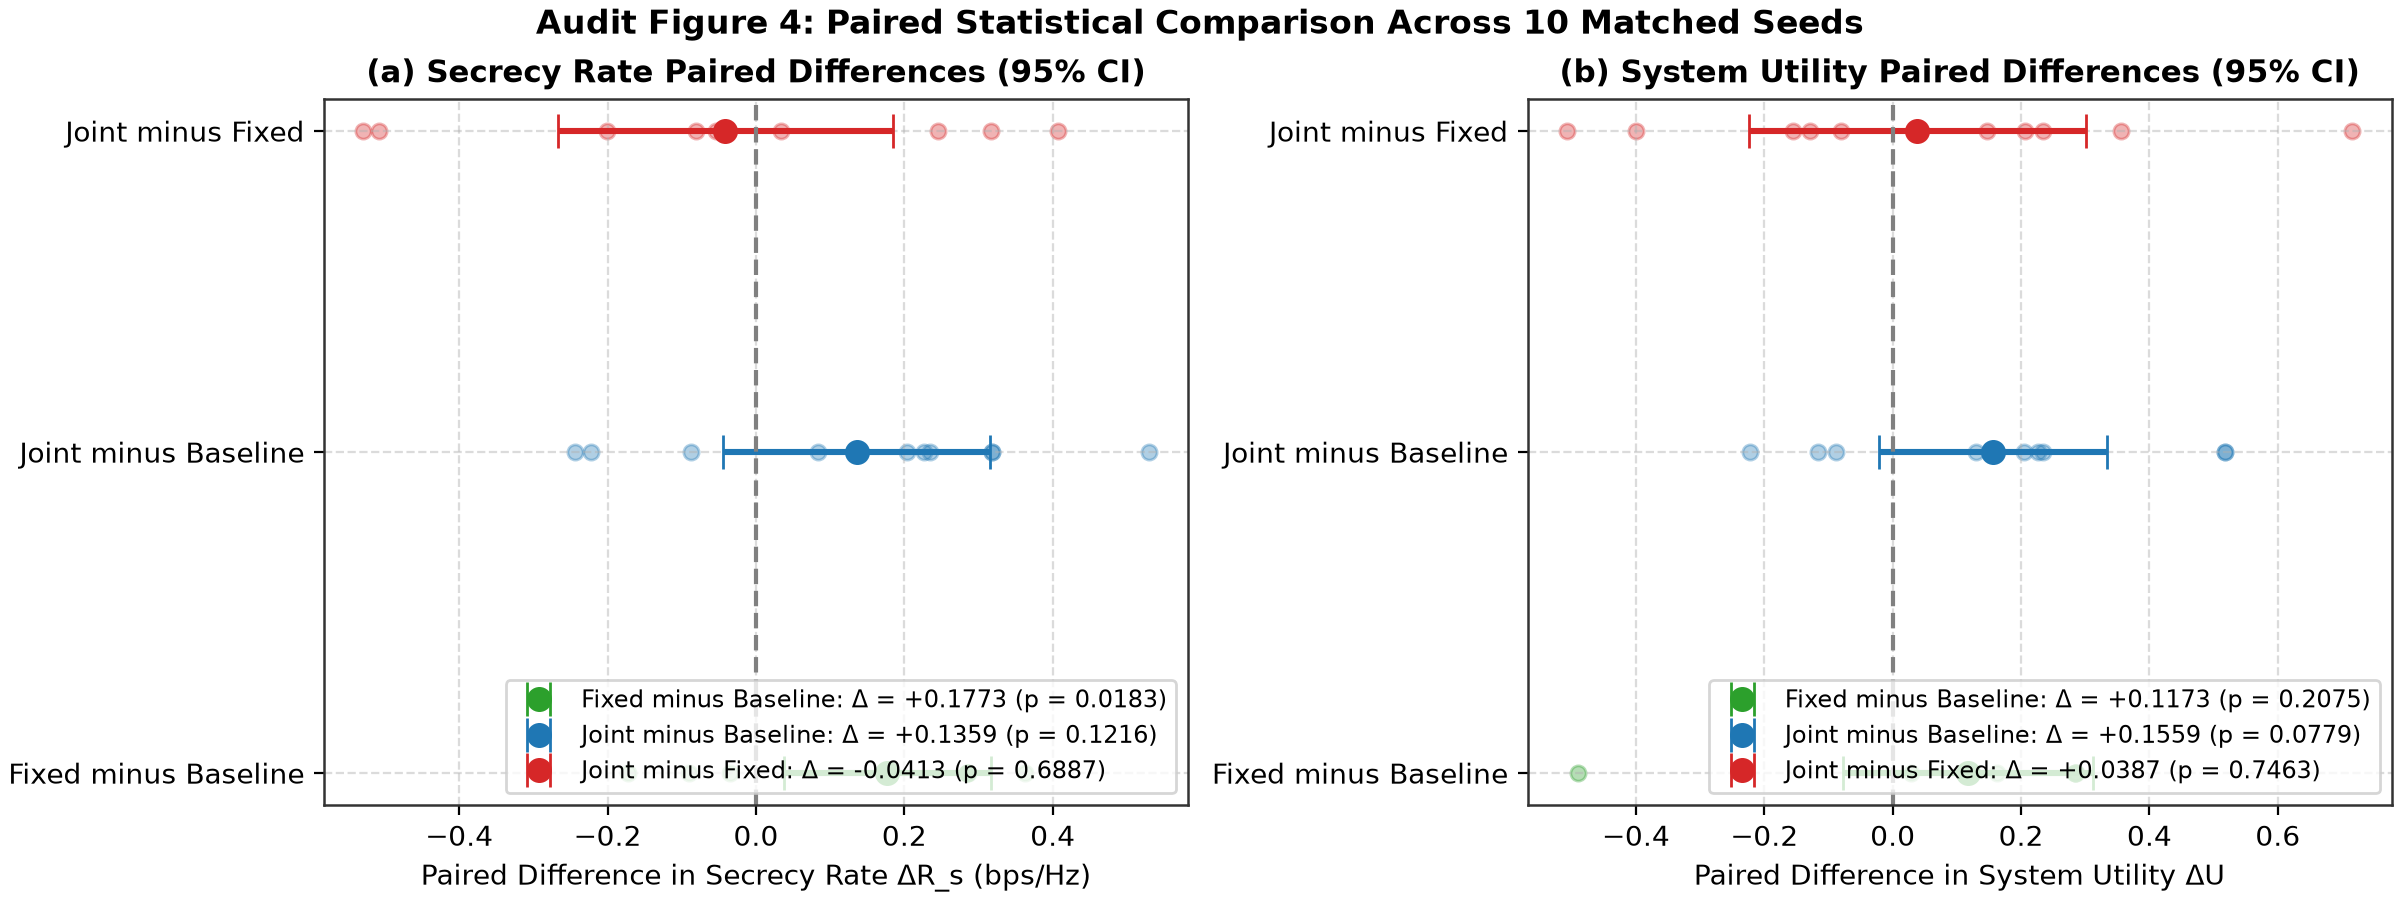 Audit Figure 4: Paired Statistical Comparison Across 10 Matched Seeds
(a) Secrecy Rate Paired Differences (95% CI)
Joint minus Fixed
Joint minus Baseline
Fixed minus Baseline
Fixed minus Baseline: Δ = +0.1773 (p = 0.0183)
Joint minus Baseline: Δ = +0.1359 (p = 0.1216)
Joint minus Fixed: Δ = -0.0413 (p = 0.6887)
−0.4 −0.2 0.0 0.2 0.4
Paired Difference in Secrecy Rate ΔR_s (bps/Hz)
(b) System Utility Paired Differences (95% CI)
Joint minus Fixed
Joint minus Baseline
Fixed minus Baseline
Fixed minus Baseline: Δ = +0.1173 (p = 0.2075)
Joint minus Baseline: Δ = +0.1559 (p = 0.0779)
Joint minus Fixed: Δ = +0.0387 (p = 0.7463)
−0.4 −0.2 0.0 0.2 0.4 0.6
Paired Difference in System Utility ΔU